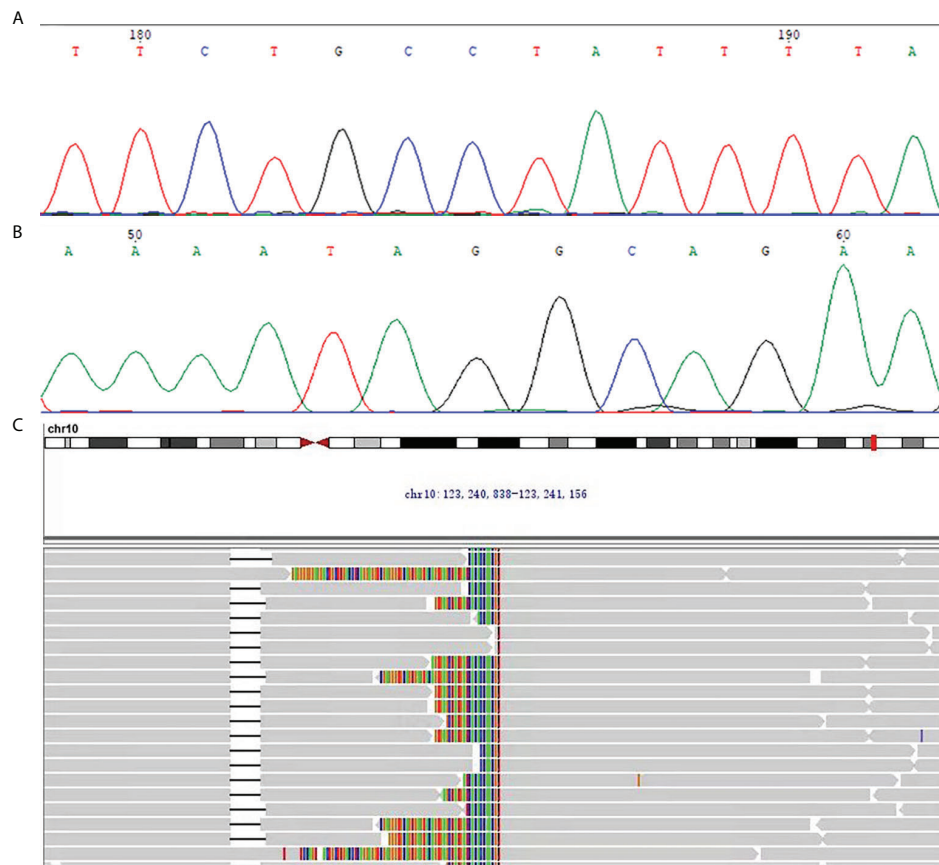 A
180 190
T T C T G C C T A T T T T A
B
50 60
A A A A T A G G C A G A A
C
chr10
chr10: 123, 240, 838-123, 241, 156